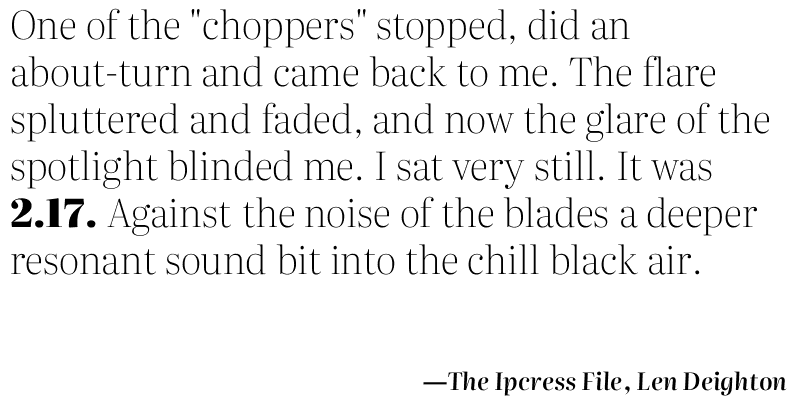 One of the "choppers" stopped, did an
about-turn and came back to me. The flare
spluttered and faded, and now the glare of the
spotlight blinded me. I sat very still. It was
2.17. Against the noise of the blades a deeper
resonant sound bit into the chill black air.
—The Ipcress File, Len Deighton